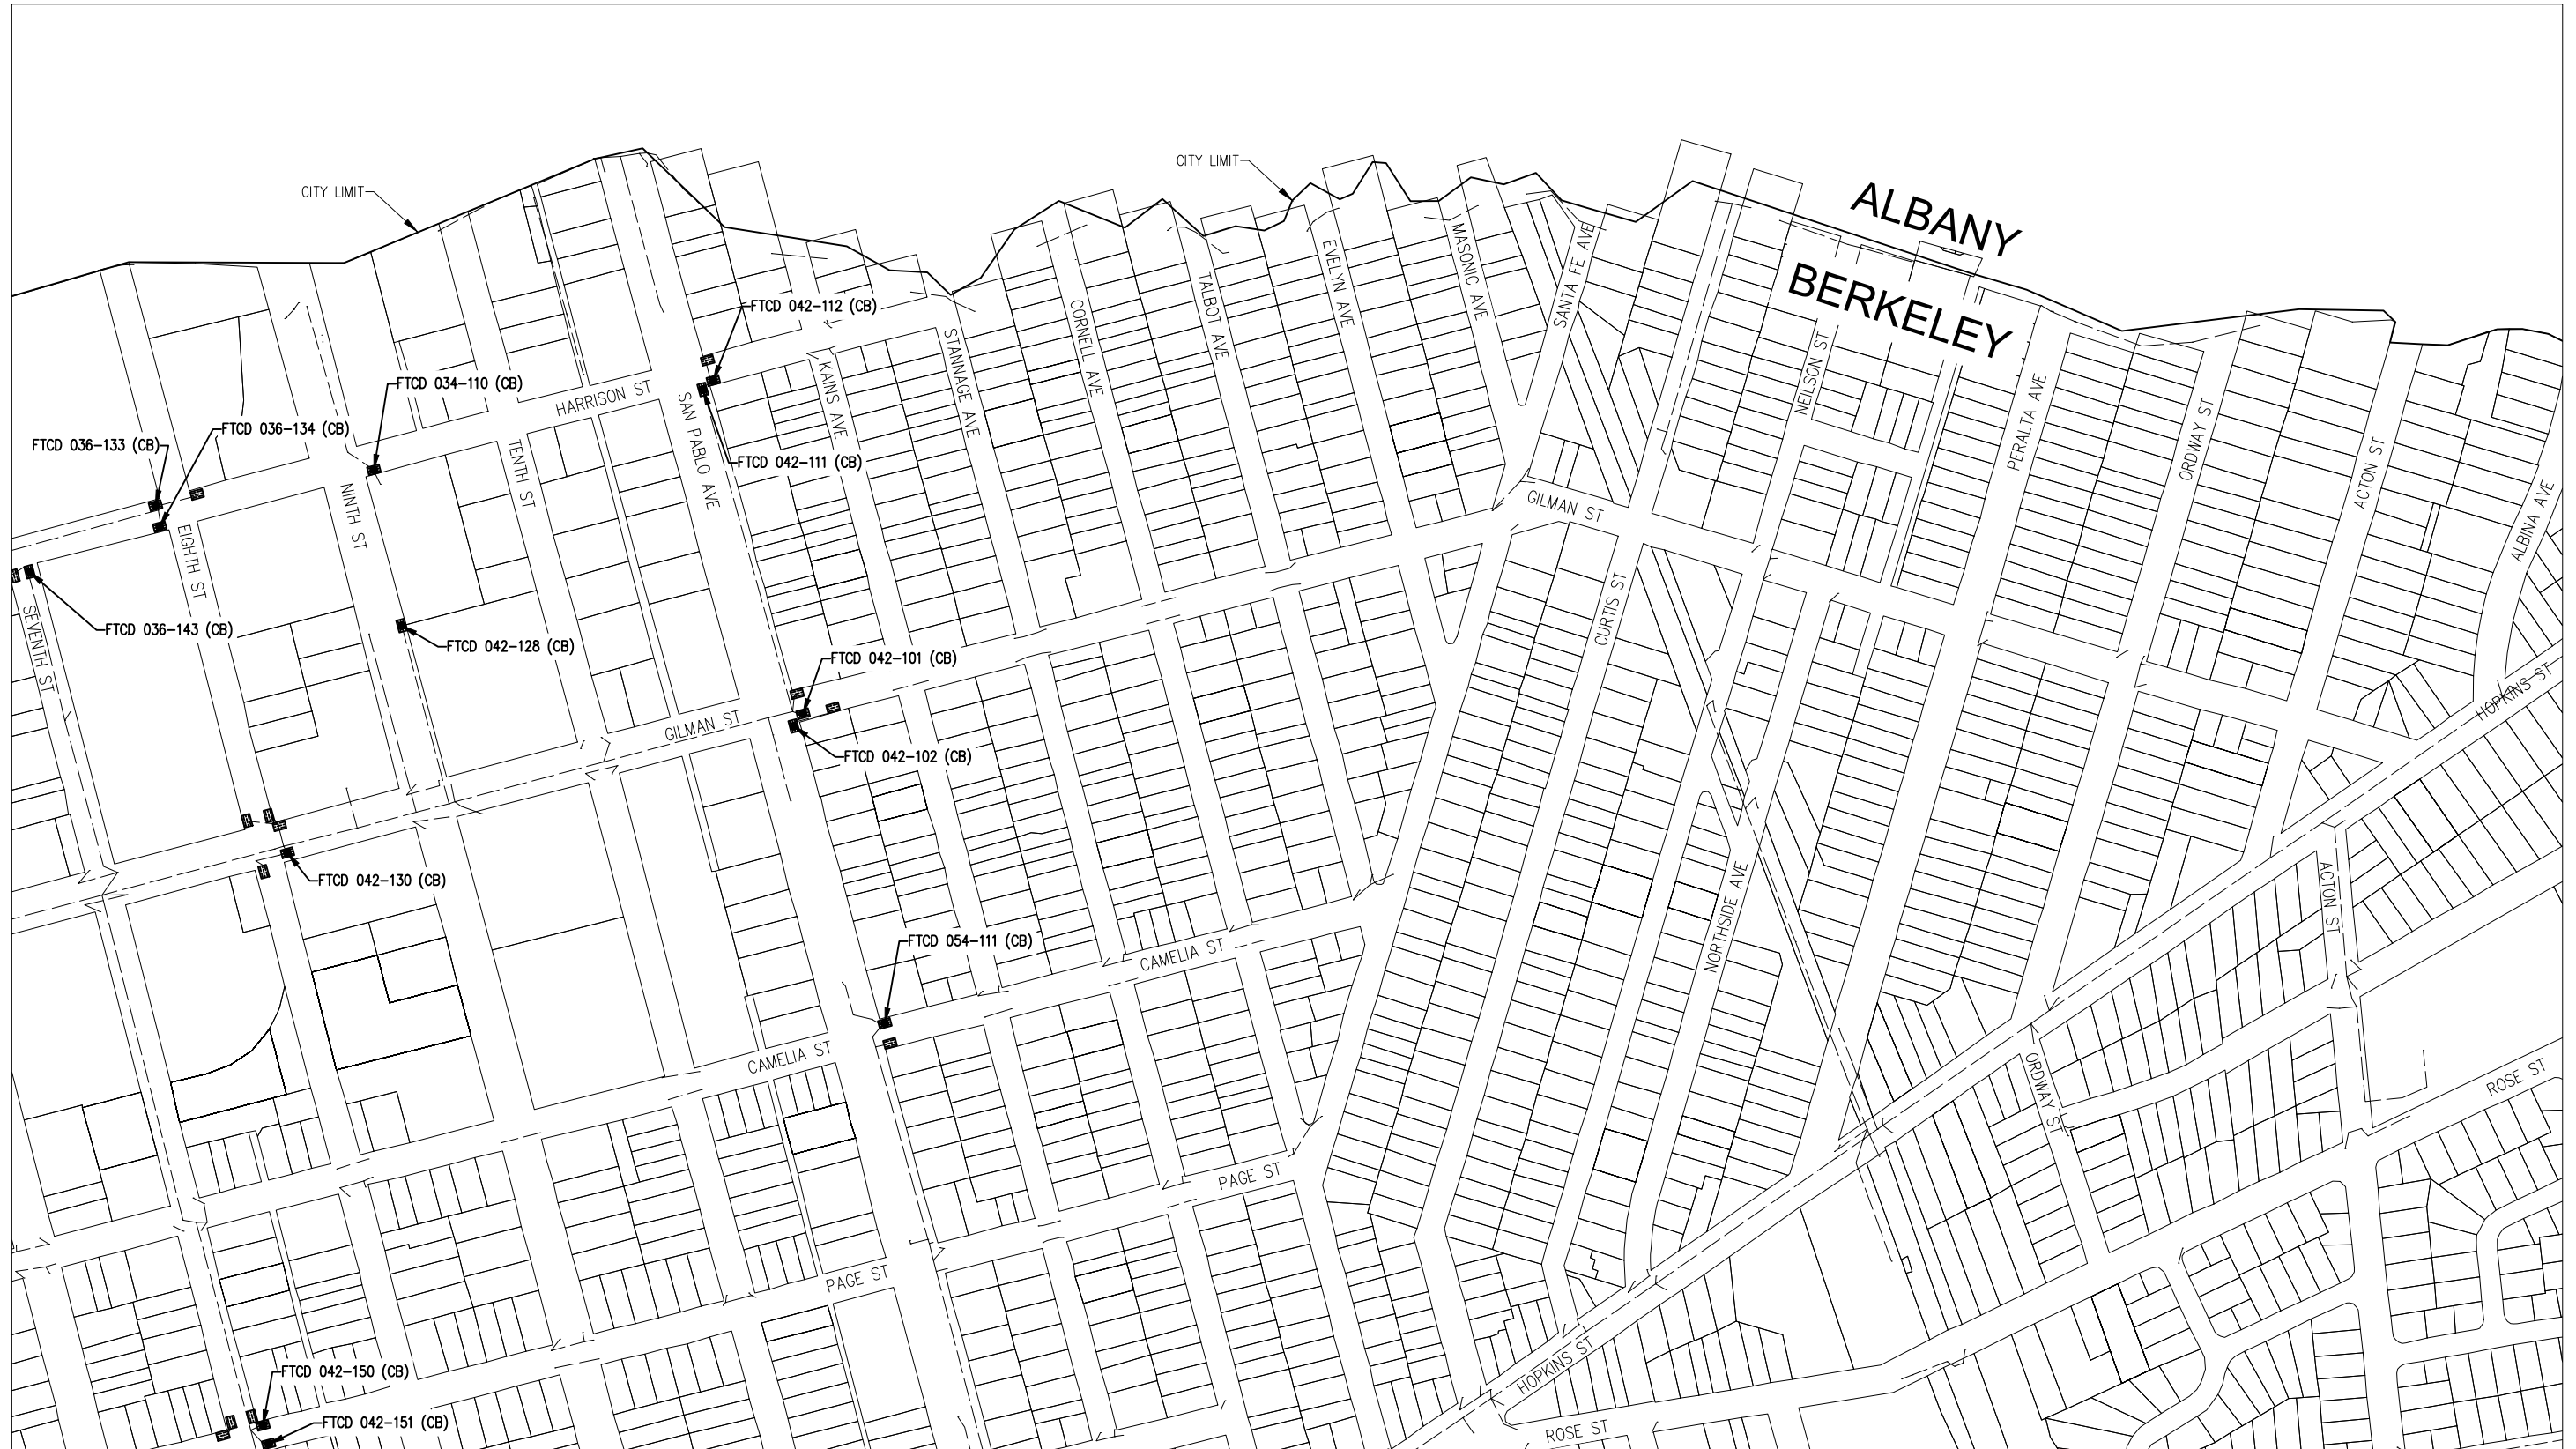 CITY LIMIT
CITY LIMIT
ALBANY
BERKELEY
FTCD 042-112 (CB)
FTCD 034-110 (CB)
FTCD 036-134 (CB)
FTCD 036-133 (CB)
FTCD 042-111 (CB)
FTCD 036-143 (CB)
FTCD 042-128 (CB)
FTCD 042-101 (CB)
FTCD 042-102 (CB)
FTCD 042-130 (CB)
FTCD 054-111 (CB)
FTCD 042-150 (CB)
FTCD 042-151 (CB)
HARRISON ST
SEVENTH ST
EIGHTH ST
NINTH ST
TENTH ST
SAN PABLO AVE
KAINS AVE
STANNAGE AVE
CORNELL AVE
TALBOT AVE
EVELYN AVE
MASONIC AVE
SANTA FE AVE
NEILSON ST
PERALTA AVE
ORDWAY ST
ACTON ST
ALBINA AVE
GILMAN ST
GILMAN ST
CURTIS ST
HOPKINS ST
NORTHSIDE AVE
ACTON ST
CAMELIA ST
CAMELIA ST
ORDWAY ST
ROSE ST
PAGE ST
PAGE ST
HOPKINS ST
ROSE ST